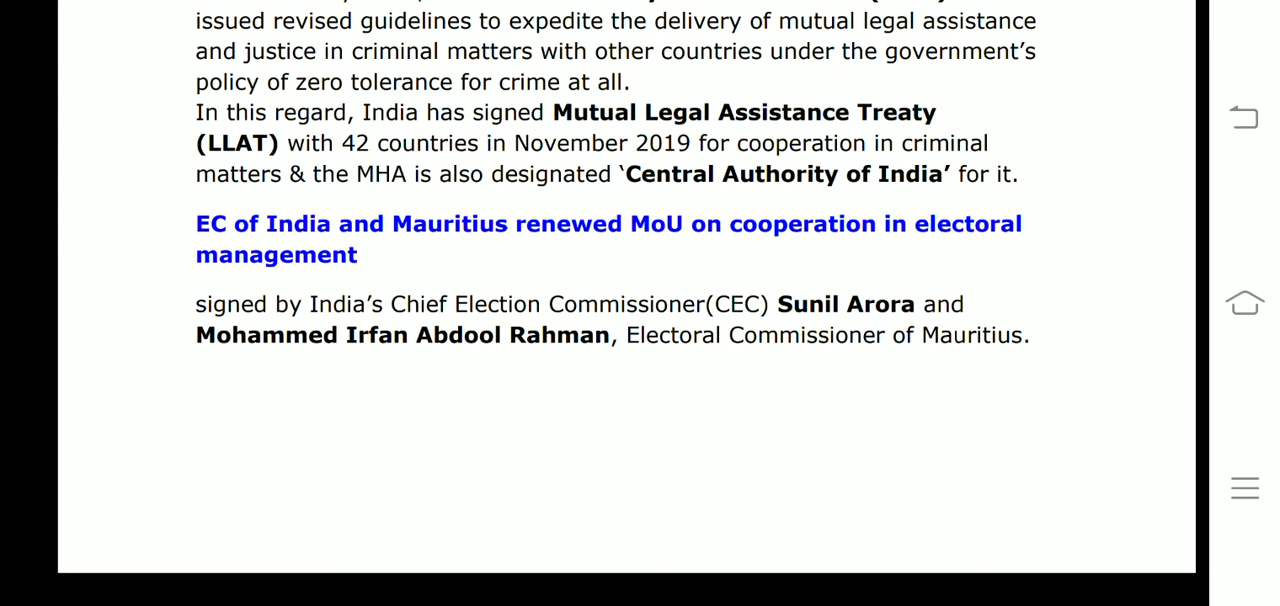 issued revised guidelines to expedite the delivery of mutual legal assistance
and justice in criminal matters with other countries under the government's
policy of zero tolerance for crime at all.
In this regard, India has signed Mutual Legal Assistance Treaty
(LLAT) with 42 countries in November 2019 for cooperation in criminal
matters & the MHA is also designated ‛Central Authority of India’ for it.
EC of India and Mauritius renewed MoU on cooperation in electoral
management
signed by India’s Chief Election Commissioner(CEC) Sunil Arora and
Mohammed Irfan Abdool Rahman, Electoral Commissioner of Mauritius.